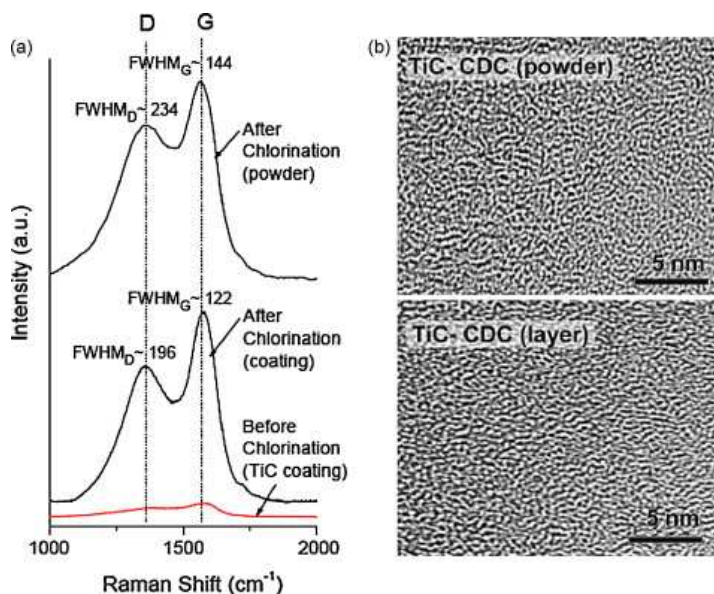 (a)
D
G
FWHM_G~ 144
FWHM_D~ 234
After
Chlorination
(powder)
FWHM_G~ 122
After
Chlorination
(coating)
FWHM_D~ 196
Before
Chlorination
(TiC coating)
Intensity (a.u.)
1000
1500
2000
Raman Shift (cm⁻¹)
(b)
TiC- CDC (powder)
5 nm
TiC- CDC (layer)
5 nm